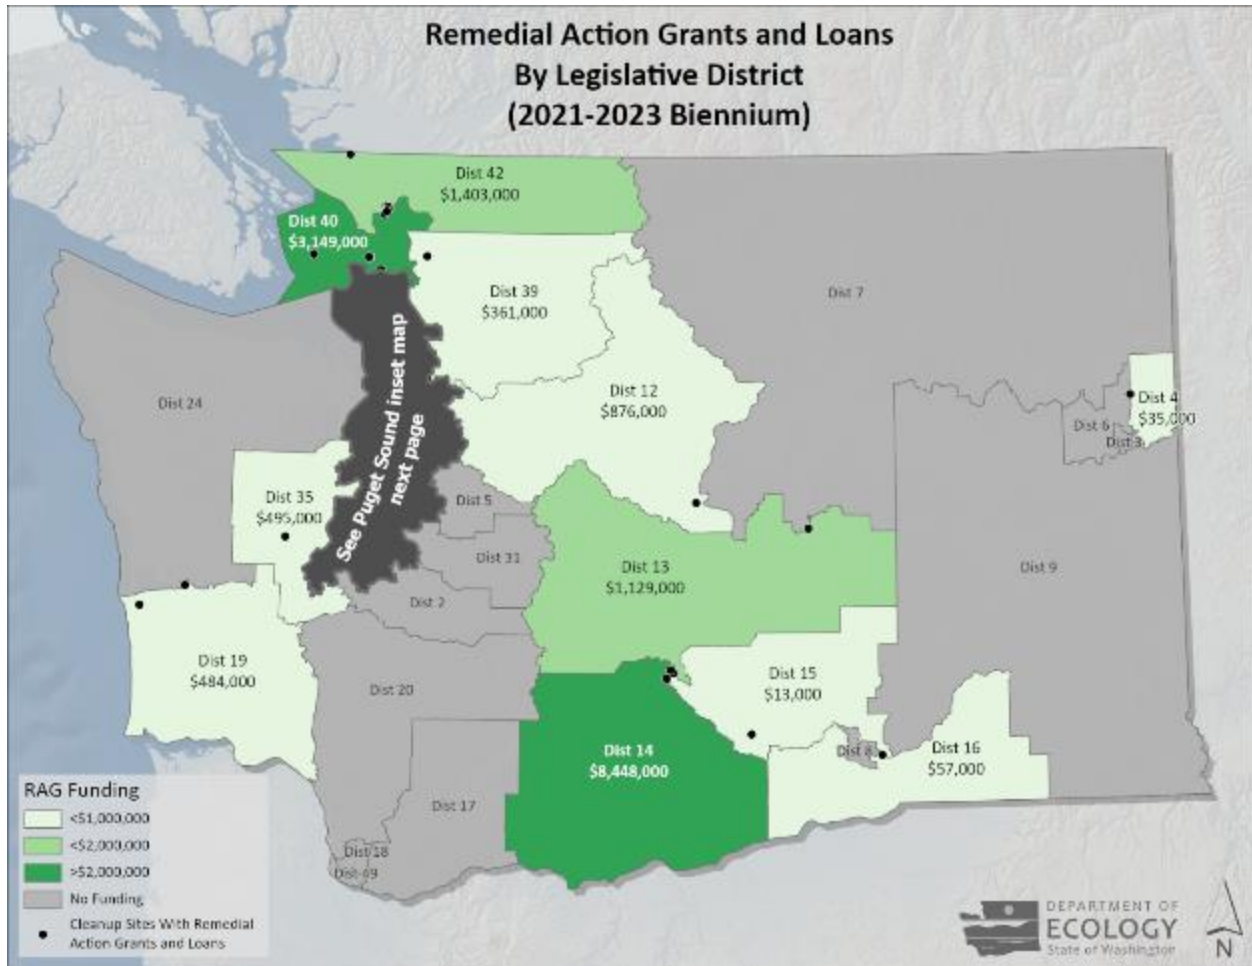 Remedial Action Grants and Loans
By Legislative District
(2021-2023 Biennium)
Dist 42
$1,403,000
Dist 40
$3,149,000
Dist 39
$361,000
Dist 7
Dist 12
$876,000
Dist 24
See Puget Sound inset map
next page
Dist 4
$35,000
Dist 6
Dist 3
Dist 35
$495,000
Dist 5
Dist 31
Dist 13
$1,129,000
Dist 9
Dist 2
Dist 19
$484,000
Dist 20
Dist 15
$13,000
Dist 14
$8,448,000
Dist 8
Dist 16
$57,000
Dist 17
Dist 18
Dist 49
RAG Funding
<$1,000,000
<$2,000,000
>$2,000,000
No Funding
Cleanup Sites With Remedial
Action Grants and Loans
DEPARTMENT OF
ECOLOGY
State of Washington
N